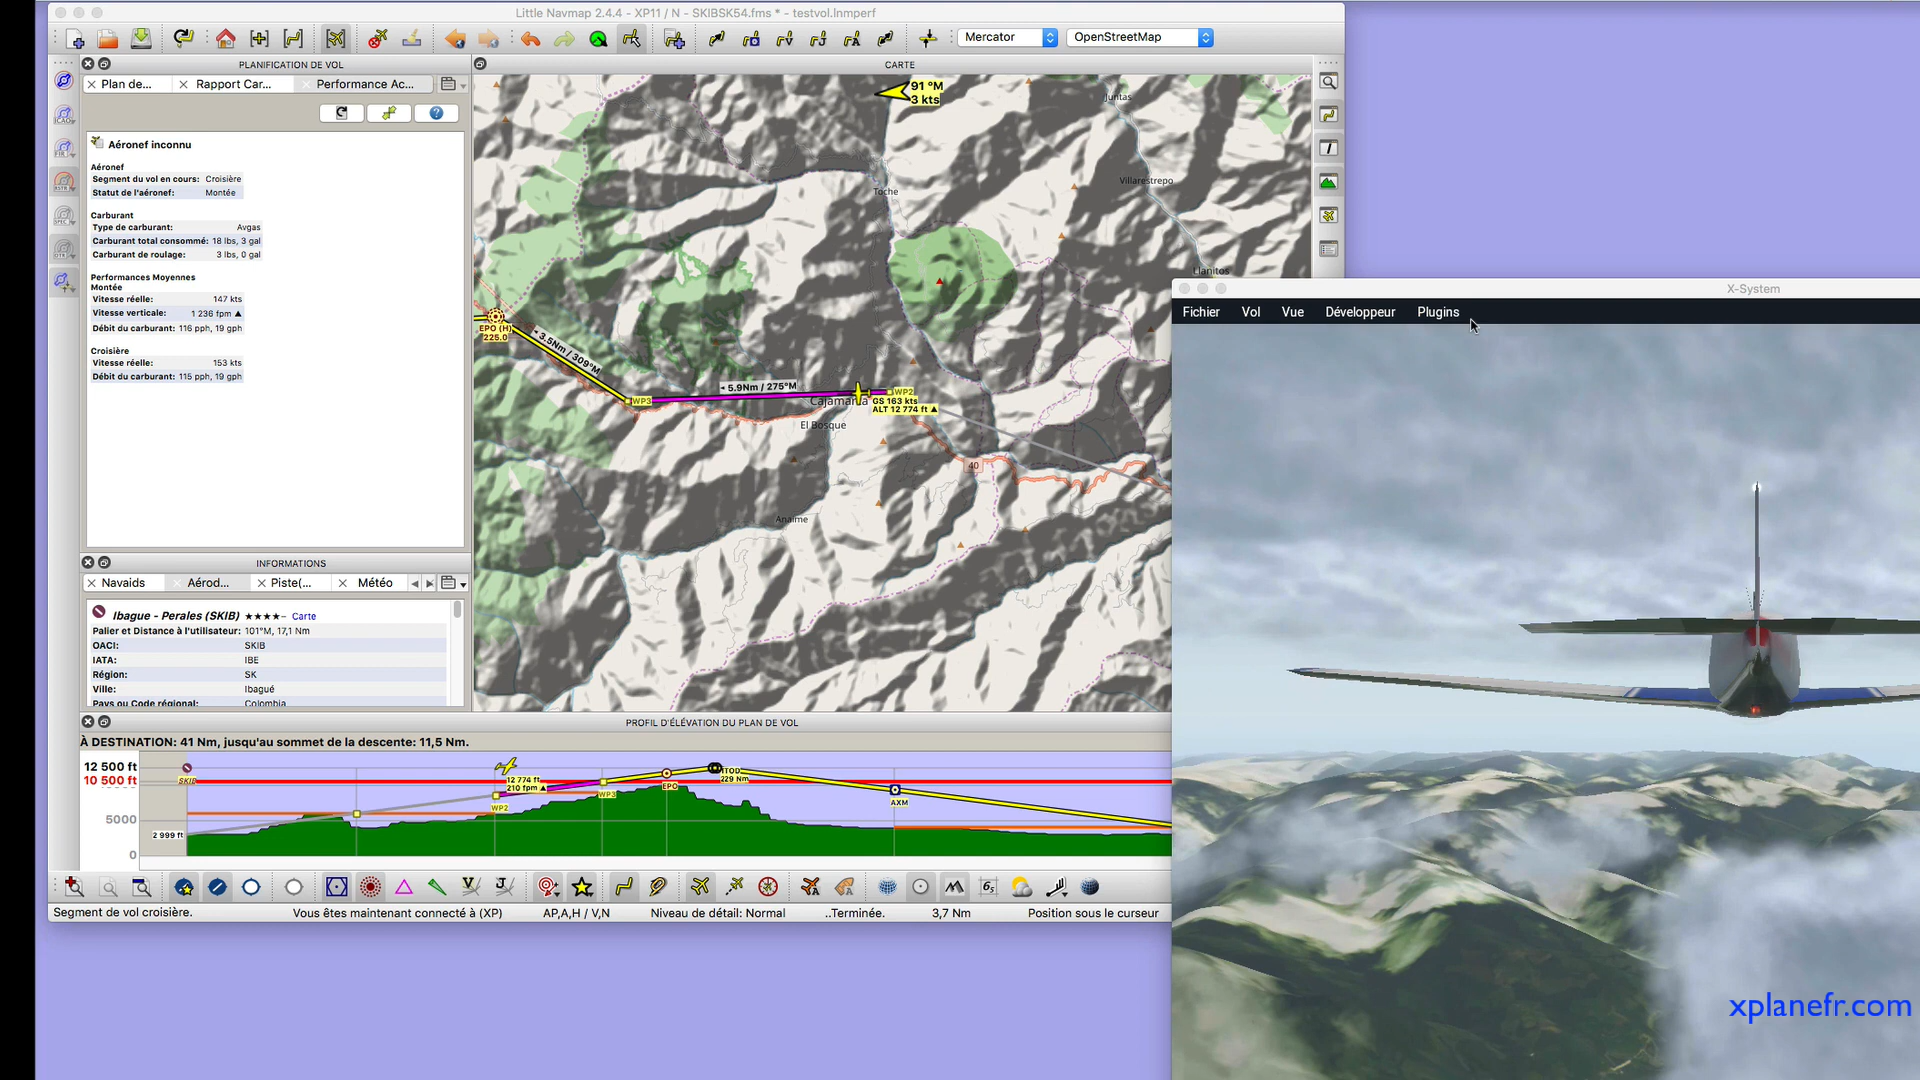 Little Navmap 2.4.4 - XP11 / N - SKIBSK54.fms * - testvol.lnmperf
Mercator
OpenStreetMap
PLANIFICATION DE VOL
Plan de...
Rapport Car...
Performance Ac...
Aéronef inconnu
Aéronef
Segment du vol en cours: Croisière
Statut de l'aéronef: Montée
Carburant
Type de carburant: Avgas
Carburant total consommé: 18 lbs, 3 gal
Carburant de roulage: 3 lbs, 0 gal
Performances Moyennes
Montée
Vitesse réelle: 147 kts
Vitesse verticale: 1 236 fpm ▲
Débit du carburant: 116 pph, 19 gph
Croisière
Vitesse réelle: 153 kts
Débit du carburant: 115 pph, 19 gph
CARTE
91 °M
3 kts
Juntas
Toche
Villarestrepo
Llanitos
EPO (H)
225.0
◂ 3.5Nm / 309°M
WP3
◂ 5.9Nm / 275°M
WP2
Cajamarca
GS 163 kts
ALT 12 774 ft ▲
El Bosque
40
Anaime
INFORMATIONS
Navaids
Aérod...
Piste(...
Météo
Ibague - Perales (SKIB) ★★★★– Carte
Palier et Distance à l'utilisateur: 101°M, 17,1 Nm
OACI: SKIB
IATA: IBE
Région: SK
Ville: Ibagué
Pays ou Code régional: Colombia
PROFIL D'ÉLÉVATION DU PLAN DE VOL
À DESTINATION: 41 Nm, jusqu'au sommet de la descente: 11,5 Nm.
12 500 ft
10 500 ft
5000
0
2 999 ft
SKIB
12 774 ft
210 fpm ▲
WP2
WP3
EPO
TOD
229 Nm
AXM
Segment de vol croisière.
Vous êtes maintenant connecté à (XP)
AP,A,H / V,N
Niveau de détail: Normal
..Terminée.
3,7 Nm
Position sous le curseur
X-System
Fichier
Vol
Vue
Développeur
Plugins
xplanefr.com